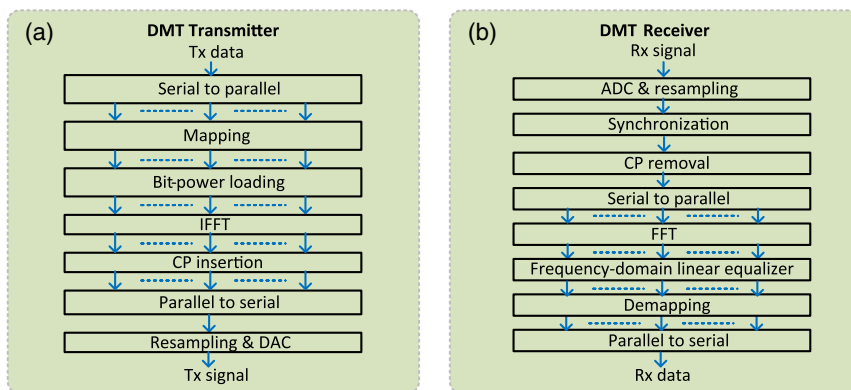 (a)
DMT Transmitter
Tx data
Serial to parallel
Mapping
Bit-power loading
IFFT
CP insertion
Parallel to serial
Resampling & DAC
Tx signal
(b)
DMT Receiver
Rx signal
ADC & resampling
Synchronization
CP removal
Serial to parallel
FFT
Frequency-domain linear equalizer
Demapping
Parallel to serial
Rx data